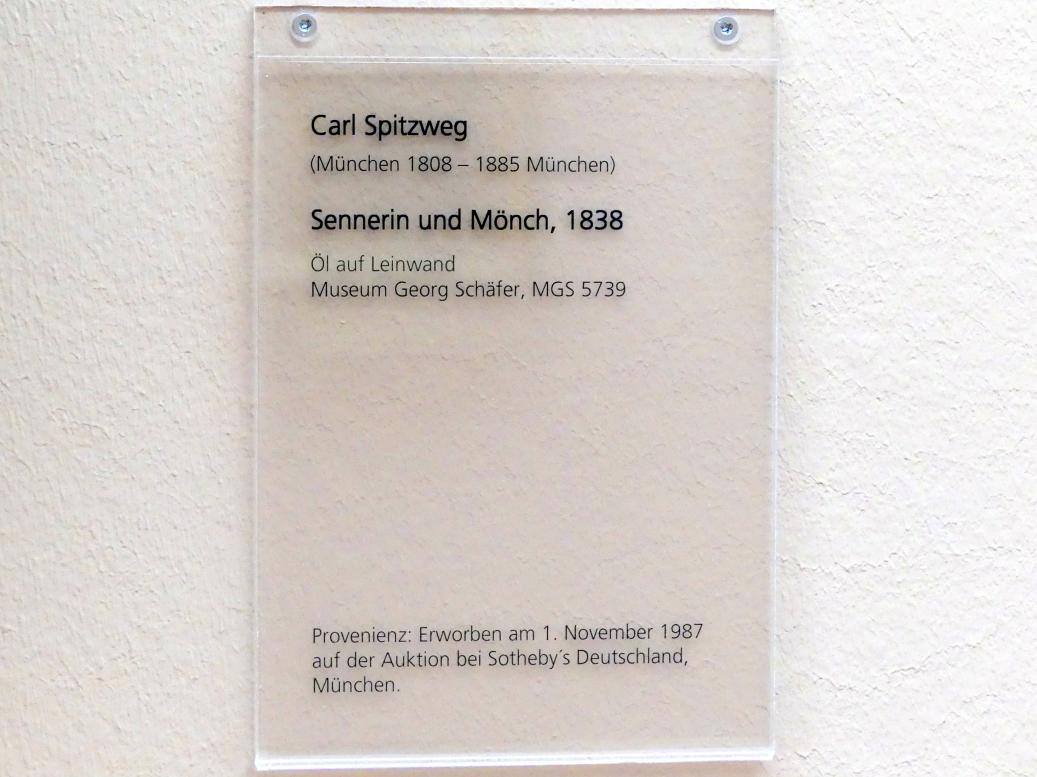 Carl Spitzweg
(München 1808 – 1885 München)
Sennerin und Mönch, 1838
Öl auf Leinwand
Museum Georg Schäfer, MGS 5739
Provenienz: Erworben am 1. November 1987
auf der Auktion bei Sotheby´s Deutschland,
München.